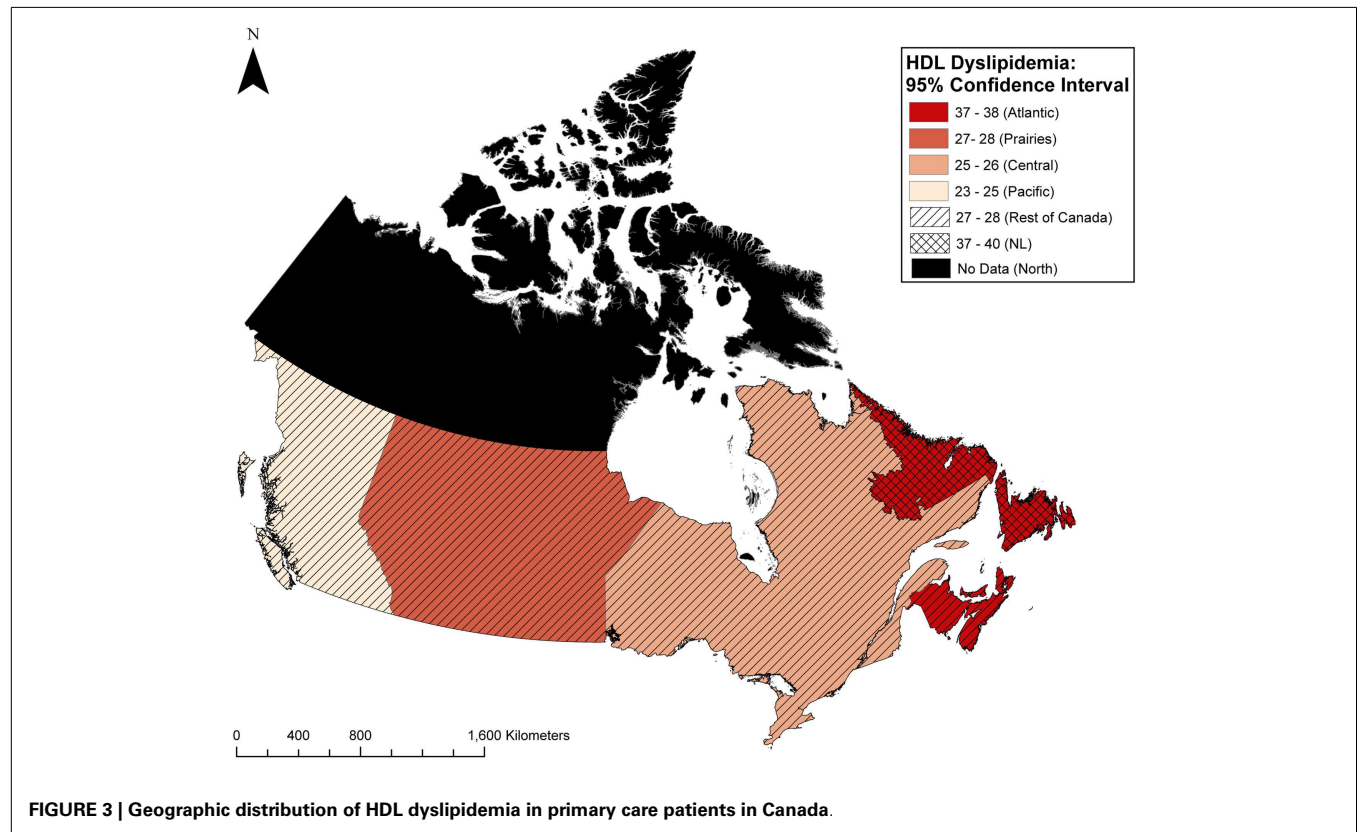 N
HDL Dyslipidemia:
95% Confidence Interval
37 - 38 (Atlantic)
27- 28 (Prairies)
25 - 26 (Central)
23 - 25 (Pacific)
27 - 28 (Rest of Canada)
37 - 40 (NL)
No Data (North)
0 400 800 1,600 Kilometers
FIGURE 3 | Geographic distribution of HDL dyslipidemia in primary care patients in Canada.